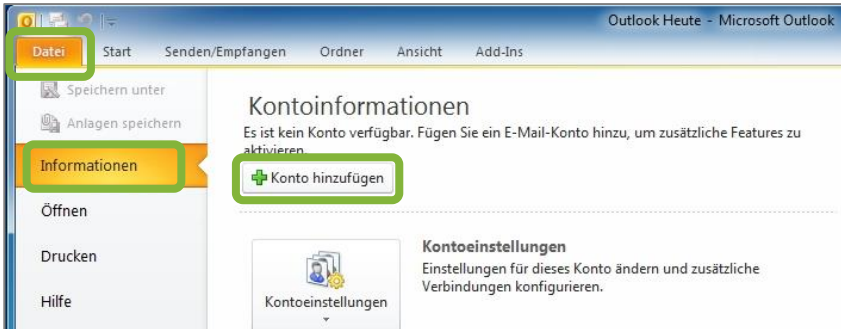 Outlook Heute - Microsoft Outlook
Datei Start Senden/Empfangen Ordner Ansicht Add-Ins
Speichern unter
Anlagen speichern
Informationen
Öffnen
Drucken
Hilfe
Kontoinformationen
Es ist kein Konto verfügbar. Fügen Sie ein E-Mail-Konto hinzu, um zusätzliche Features zu
aktivieren.
Konto hinzufügen
Kontoeinstellungen
Kontoeinstellungen
Einstellungen für dieses Konto ändern und zusätzliche
Verbindungen konfigurieren.